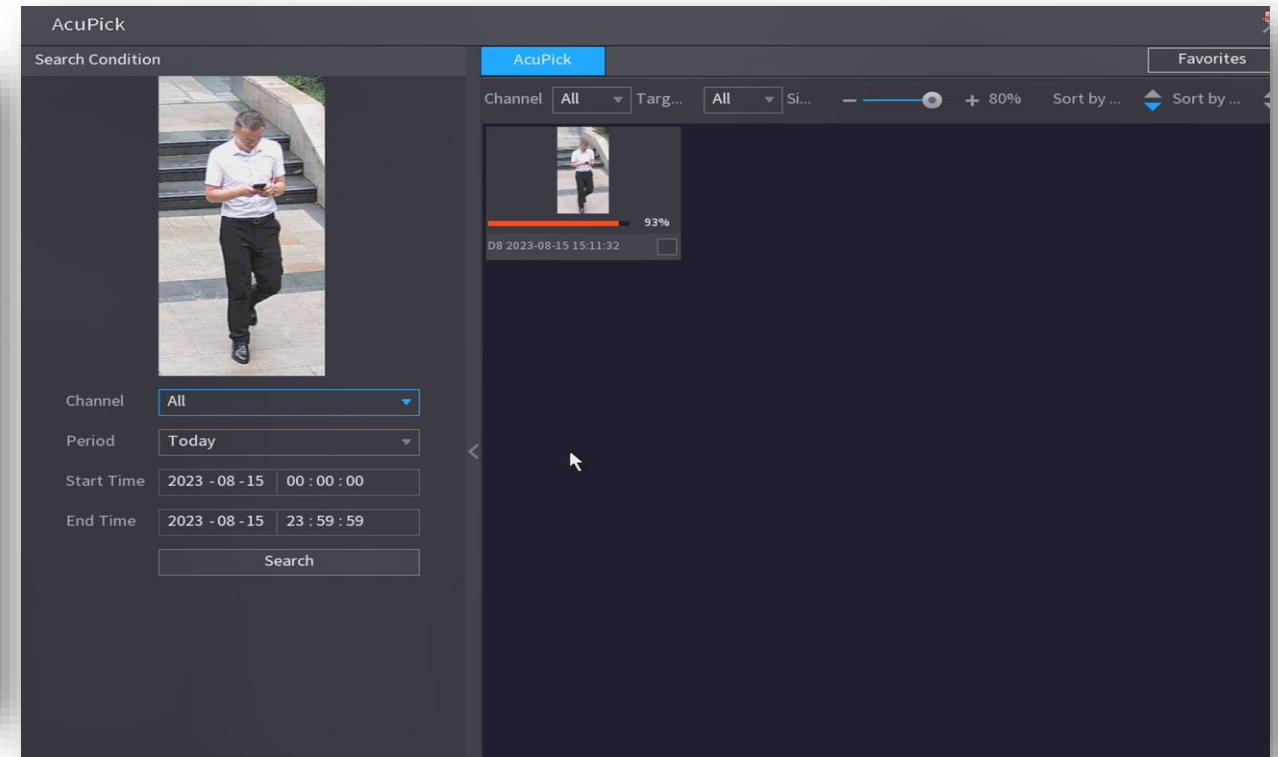 AcuPick
Search Condition
AcuPick
Favorites
Channel All Targ... All Si... − + 80% Sort by ... Sort by ...
93%
D8 2023-08-15 15:11:32
Channel All
Period Today
Start Time 2023 - 08 - 15 00 : 00 : 00
End Time 2023 - 08 - 15 23 : 59 : 59
Search